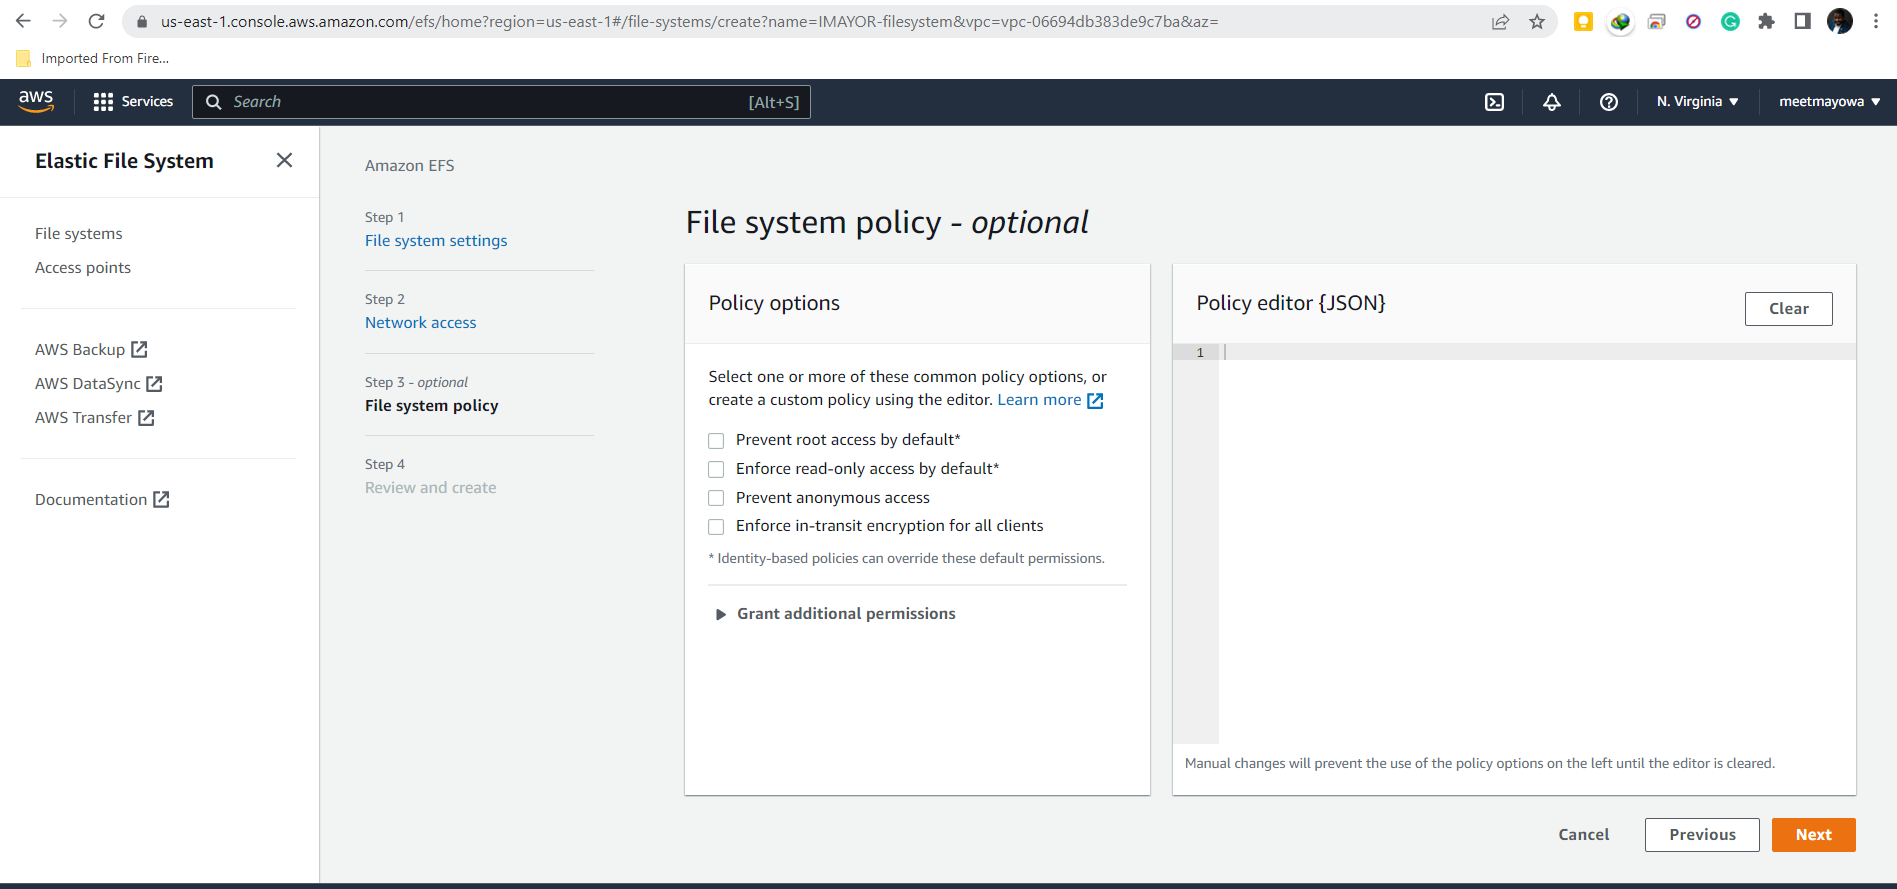 us-east-1.console.aws.amazon.com/efs/home?region=us-east-1#/file-systems/create?name=IMAYOR-filesystem&vpc=vpc-06694db383de9c7ba&az=
Imported From Fire...
aws
Services
Search
[Alt+S]
N. Virginia
meetmayowa
Elastic File System
File systems
Access points
AWS Backup
AWS DataSync
AWS Transfer
Documentation
Amazon EFS
Step 1
File system settings
Step 2
Network access
Step 3 - optional
File system policy
Step 4
Review and create
File system policy - optional
Policy options
Select one or more of these common policy options, or
create a custom policy using the editor. Learn more
Prevent root access by default*
Enforce read-only access by default*
Prevent anonymous access
Enforce in-transit encryption for all clients
* Identity-based policies can override these default permissions.
Grant additional permissions
Policy editor {JSON}
Clear
1
Manual changes will prevent the use of the policy options on the left until the editor is cleared.
Cancel
Previous
Next